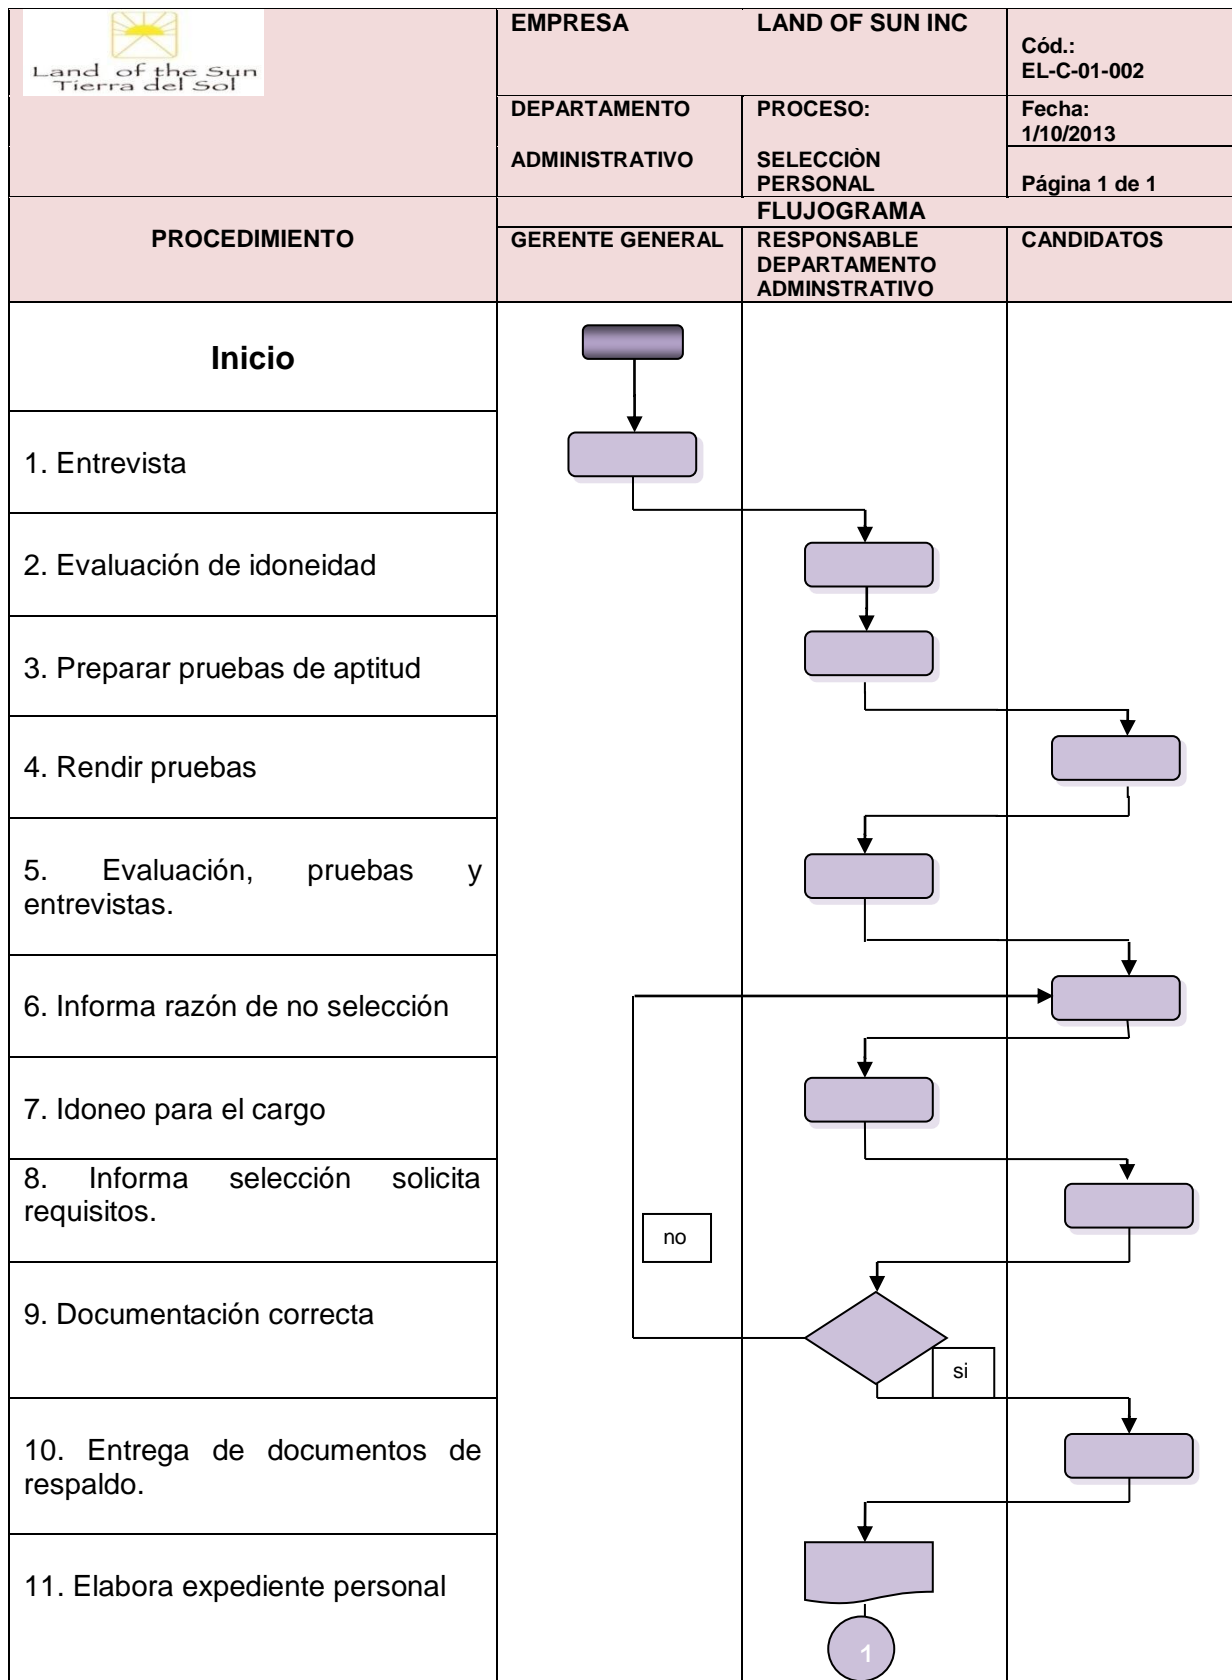 Land of the Sun
Tierra del Sol
EMPRESA
LAND OF SUN INC
Cód.:
EL-C-01-002
DEPARTAMENTO
ADMINISTRATIVO
PROCESO:
SELECCIÒN
PERSONAL
Fecha:
1/10/2013
Página 1 de 1
PROCEDIMIENTO
FLUJOGRAMA
GERENTE GENERAL
RESPONSABLE
DEPARTAMENTO
ADMINSTRATIVO
CANDIDATOS
Inicio
1. Entrevista
2. Evaluación de idoneidad
3. Preparar pruebas de aptitud
4. Rendir pruebas
5. Evaluación, pruebas y
entrevistas.
6. Informa razón de no selección
7. Idoneo para el cargo
8. Informa selección solicita
requisitos.
no
9. Documentación correcta
si
10. Entrega de documentos de
respaldo.
11. Elabora expediente personal
1